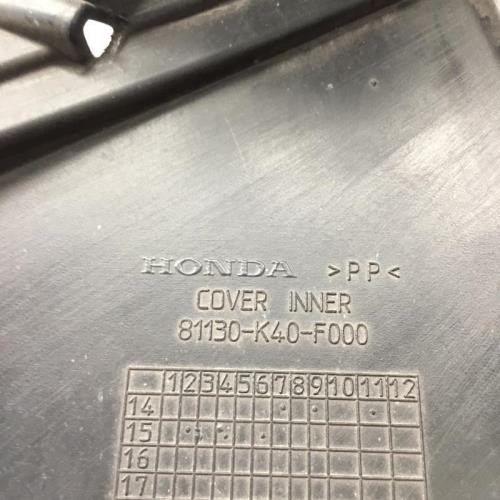 HONDA >PP<
COVER INNER
81130-K40-F000
1 2 3 4 5 6 7 8 9 10 11 12
14
15
16
17